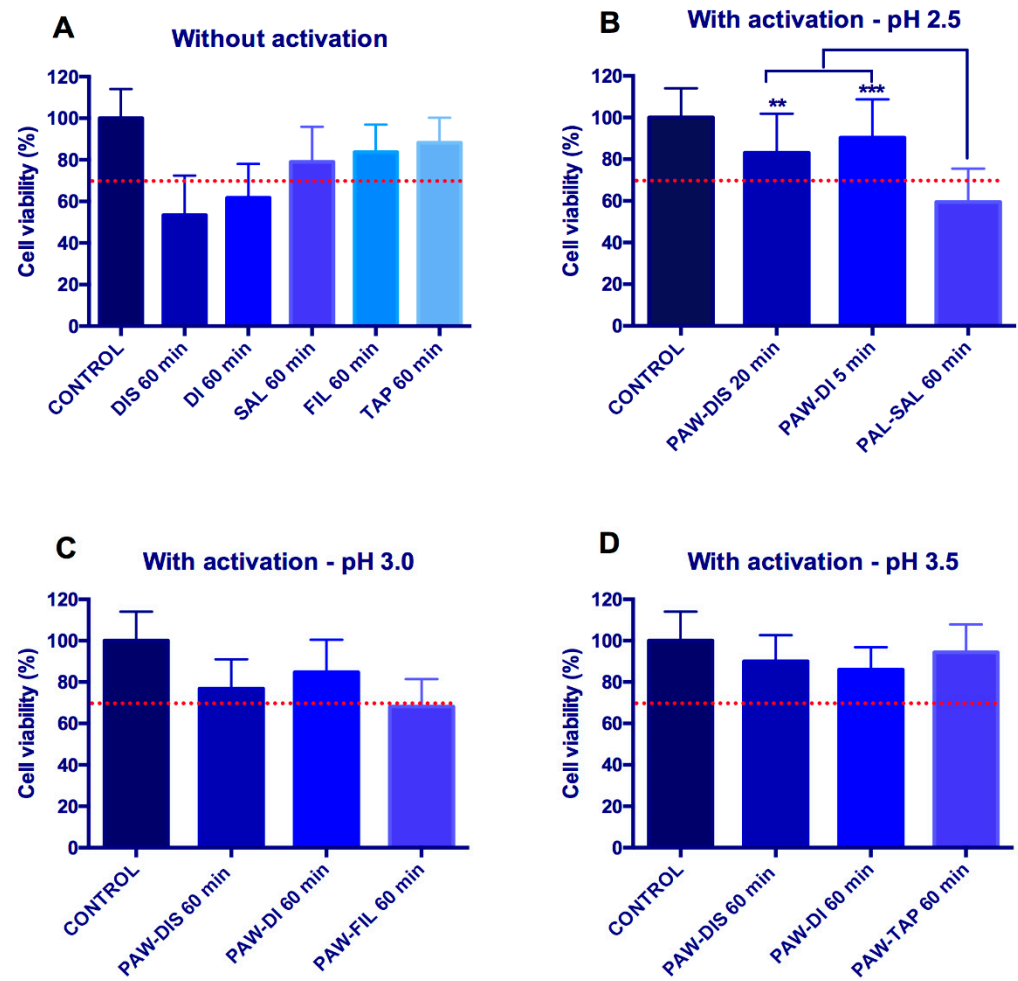 A
Without activation
Cell viability (%)
120
100
80
60
40
20
0
CONTROL
DIS 60 min
DI 60 min
SAL 60 min
FIL 60 min
TAP 60 min
B
With activation - pH 2.5
Cell viability (%)
120
100
80
60
40
20
0
**
***
CONTROL
PAW-DIS 20 min
PAW-DI 5 min
PAL-SAL 60 min
C
With activation - pH 3.0
Cell viability (%)
120
100
80
60
40
20
0
CONTROL
PAW-DIS 60 min
PAW-DI 60 min
PAW-FIL 60 min
D
With activation - pH 3.5
Cell viability (%)
120
100
80
60
40
20
0
CONTROL
PAW-DIS 60 min
PAW-DI 60 min
PAW-TAP 60 min